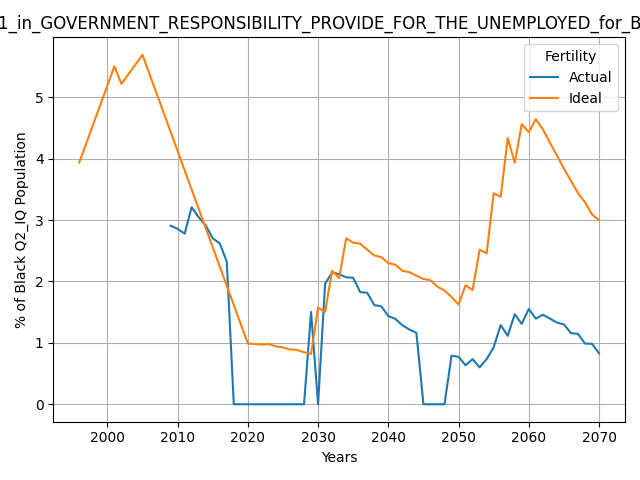 1_in_GOVERNMENT_RESPONSIBILITY_PROVIDE_FOR_THE_UNEMPLOYED_for_B
Fertility
Actual
Ideal
% of Black Q2_IQ Population
5
4
3
2
1
0
2000 2010 2020 2030 2040 2050 2060 2070
Years